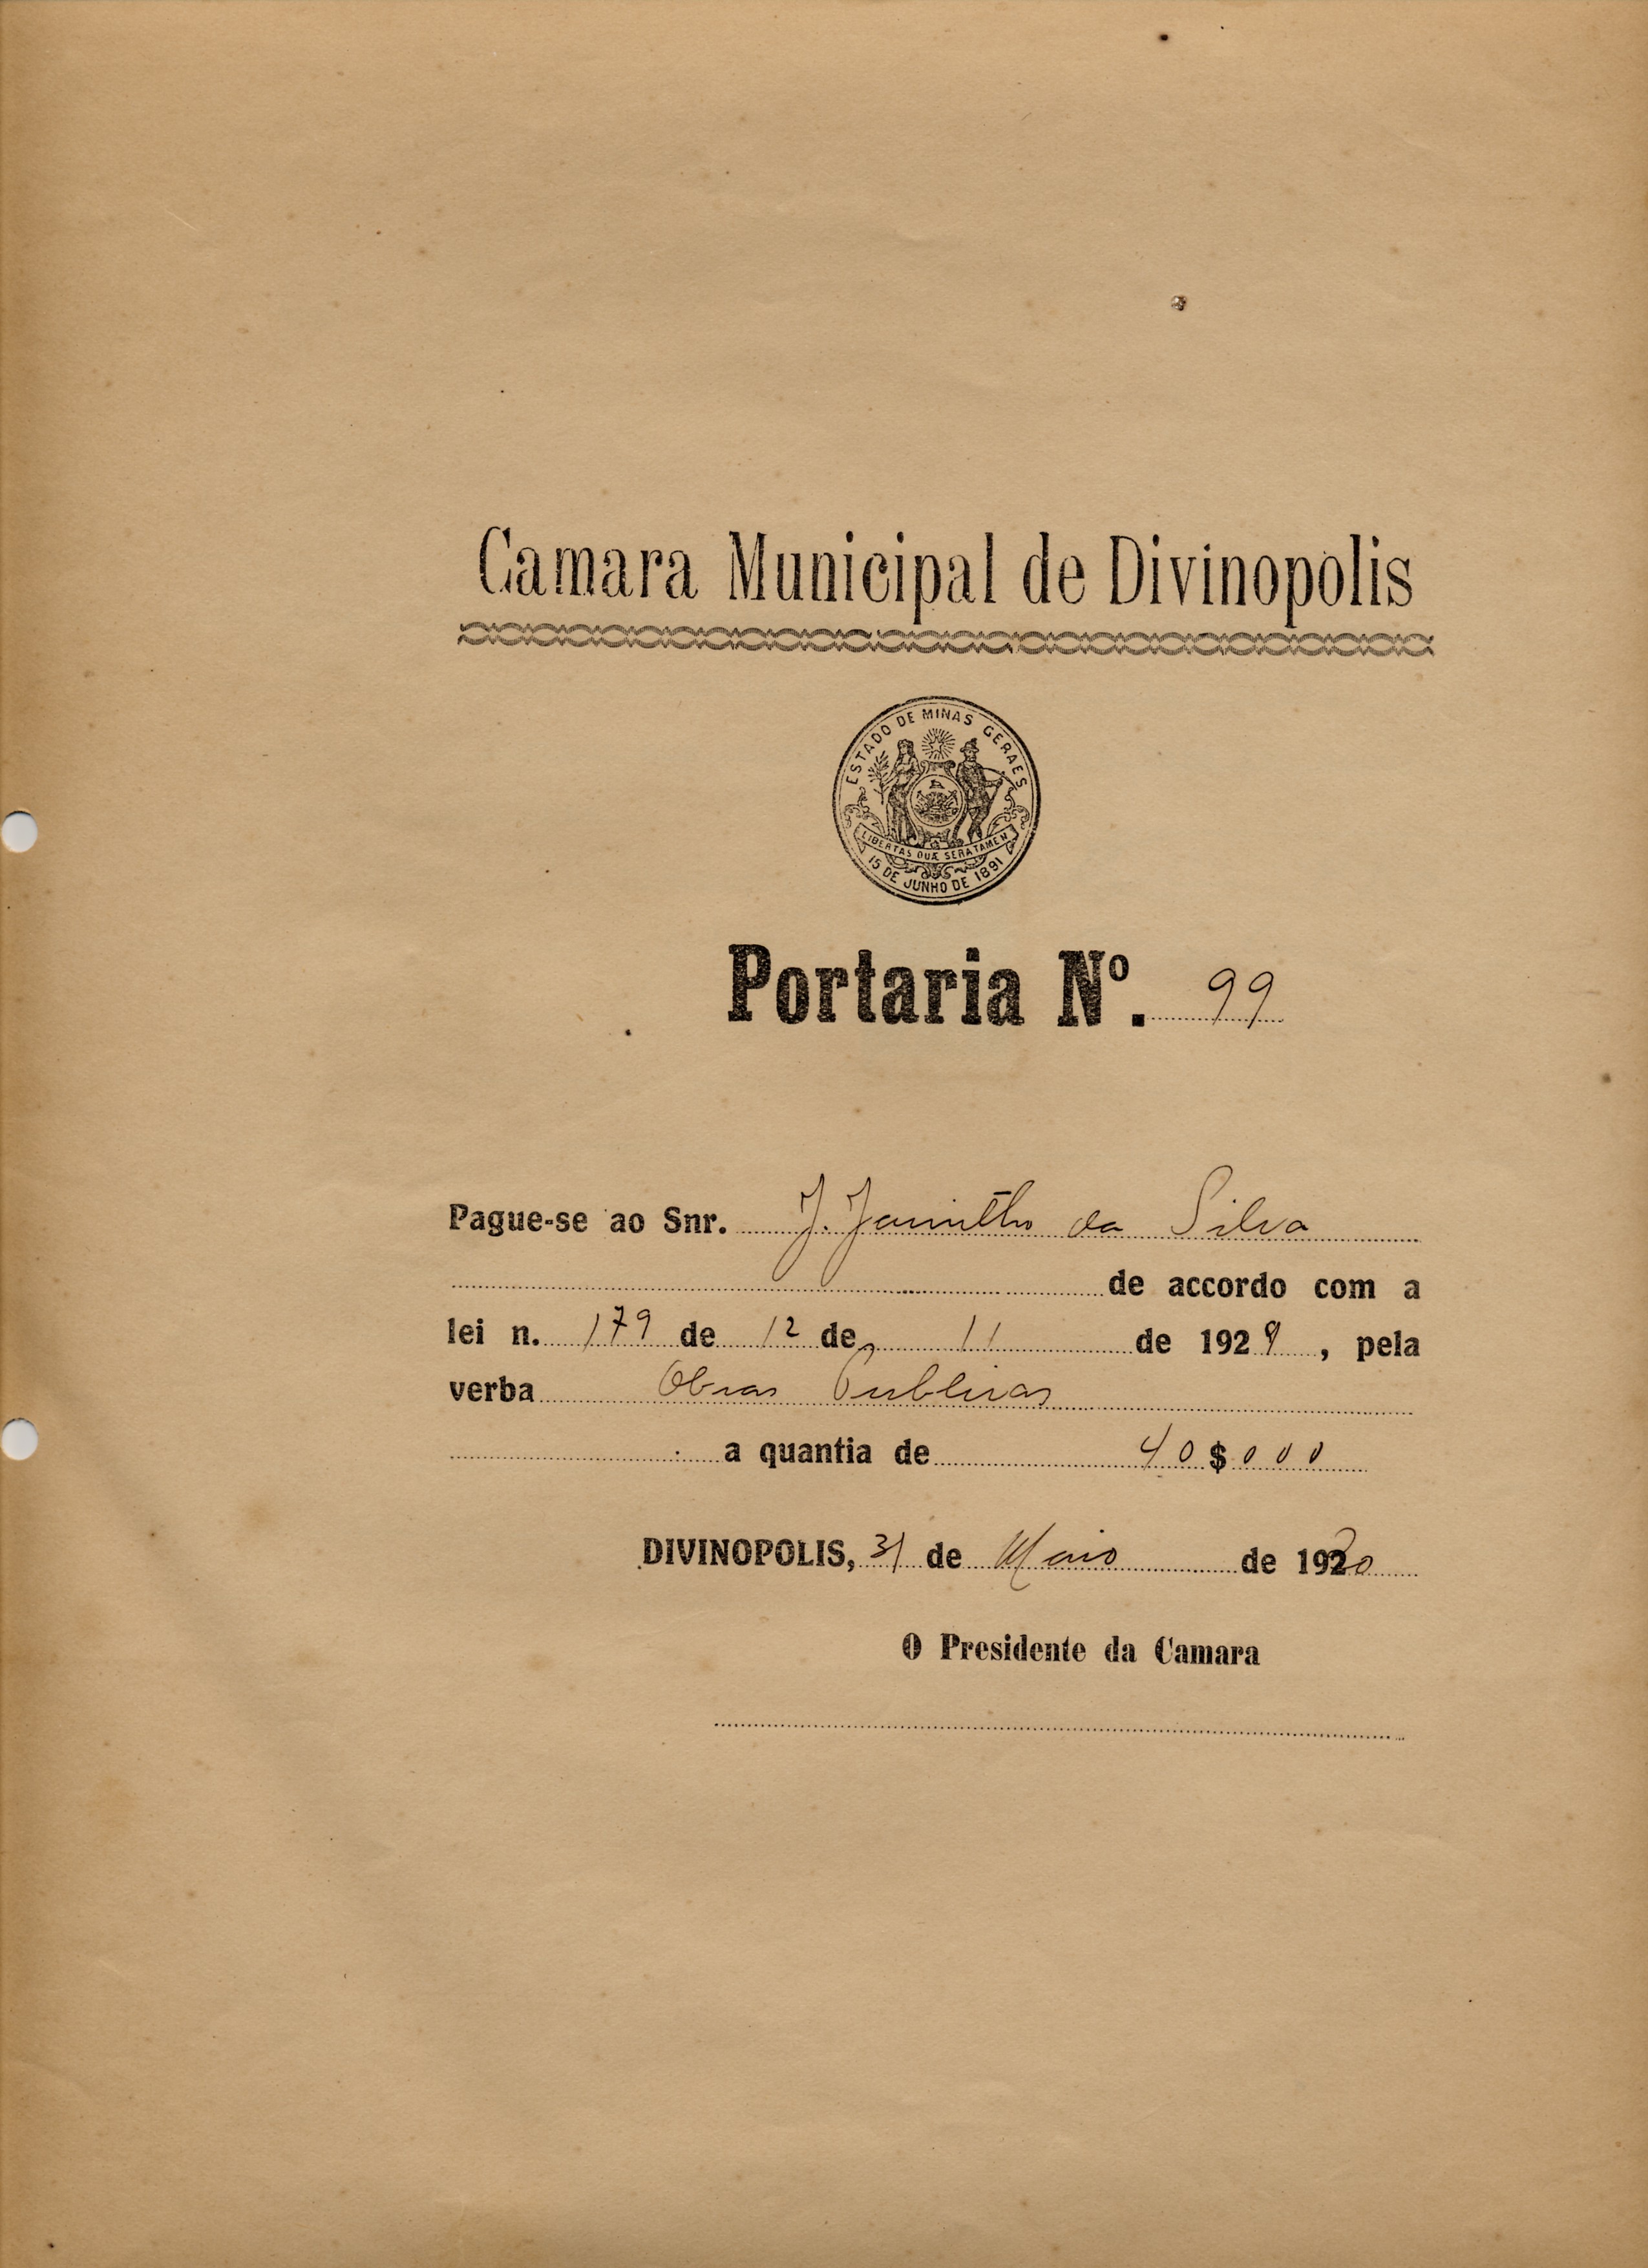 Camara Municipal de Divinopolis
ESTADO DE MINAS GERAES
LIBERTAS QUÆ SERA TAMEN
15 DE JUNHO DE 1891
Portaria Nº. 99
Pague-se ao Snr. J. da Silva
de accordo com a
lei n. 179 de 12 de 11 de 1929, pela
verba Obras Publicas
a quantia de 40$000
DIVINOPOLIS, 31 de Maio de 1930
O Presidente da Camara